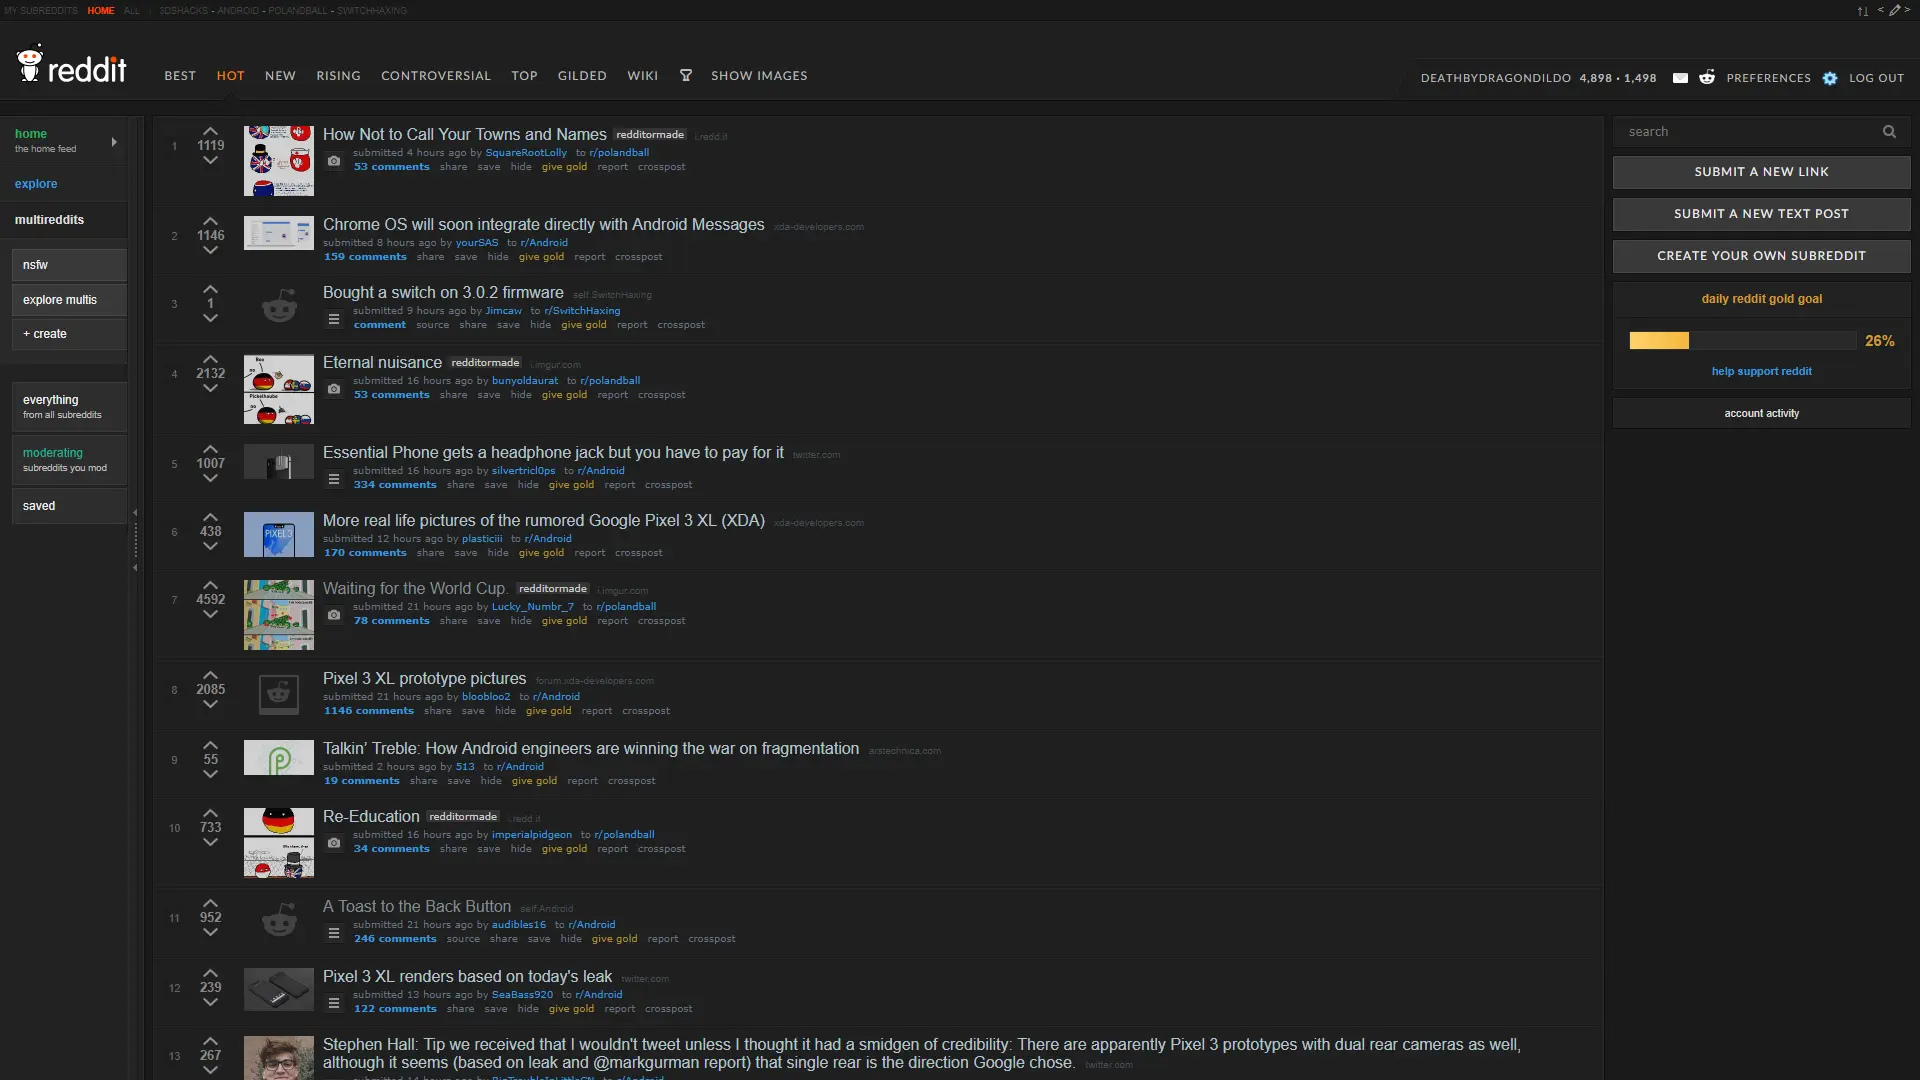 MY SUBREDDITS HOME ALL | 3DSHACKS - ANDROID - POLANDBALL - SWITCHHAXING
reddit
BEST HOT NEW RISING CONTROVERSIAL TOP GILDED WIKI SHOW IMAGES
DEATHBYDRAGONDILDO 4,898 • 1,498 PREFERENCES LOG OUT
home
the home feed
explore
multireddits
nsfw
explore multis
+ create
everything
from all subreddits
moderating
subreddits you mod
saved
1
1119
How Not to Call Your Towns and Names redditormade i.redd.it
submitted 4 hours ago by SquareRootLolly to r/polandball
53 comments share save hide give gold report crosspost
2
1146
Chrome OS will soon integrate directly with Android Messages xda-developers.com
submitted 8 hours ago by yourSAS to r/Android
159 comments share save hide give gold report crosspost
3
1
Bought a switch on 3.0.2 firmware self.SwitchHaxing
submitted 9 hours ago by Jimcaw to r/SwitchHaxing
comment source share save hide give gold report crosspost
4
2132
Eternal nuisance redditormade i.imgur.com
submitted 16 hours ago by bunyoldaurat to r/polandball
53 comments share save hide give gold report crosspost
5
1007
Essential Phone gets a headphone jack but you have to pay for it twitter.com
submitted 16 hours ago by silvertricl0ps to r/Android
334 comments share save hide give gold report crosspost
6
438
PIXEL3
More real life pictures of the rumored Google Pixel 3 XL (XDA) xda-developers.com
submitted 12 hours ago by plasticiii to r/Android
170 comments share save hide give gold report crosspost
7
4592
Waiting for the World Cup. redditormade i.imgur.com
submitted 21 hours ago by Lucky_Numbr_7 to r/polandball
78 comments share save hide give gold report crosspost
8
2085
Pixel 3 XL prototype pictures forum.xda-developers.com
submitted 21 hours ago by bloobloo2 to r/Android
1146 comments share save hide give gold report crosspost
9
55
Talkin' Treble: How Android engineers are winning the war on fragmentation arstechnica.com
submitted 2 hours ago by 513 to r/Android
19 comments share save hide give gold report crosspost
10
733
Re-Education redditormade i.redd.it
submitted 16 hours ago by imperialpidgeon to r/polandball
34 comments share save hide give gold report crosspost
11
952
A Toast to the Back Button self.Android
submitted 21 hours ago by audibles16 to r/Android
246 comments source share save hide give gold report crosspost
12
239
Pixel 3 XL renders based on today's leak twitter.com
submitted 13 hours ago by SeaBass920 to r/Android
122 comments share save hide give gold report crosspost
13
267
Stephen Hall: Tip we received that I wouldn't tweet unless I thought it had a smidgen of credibility: There are apparently Pixel 3 prototypes with dual rear cameras as well,
although it seems (based on leak and @markgurman report) that single rear is the direction Google chose. twitter.com
search
SUBMIT A NEW LINK
SUBMIT A NEW TEXT POST
CREATE YOUR OWN SUBREDDIT
daily reddit gold goal
26%
help support reddit
account activity